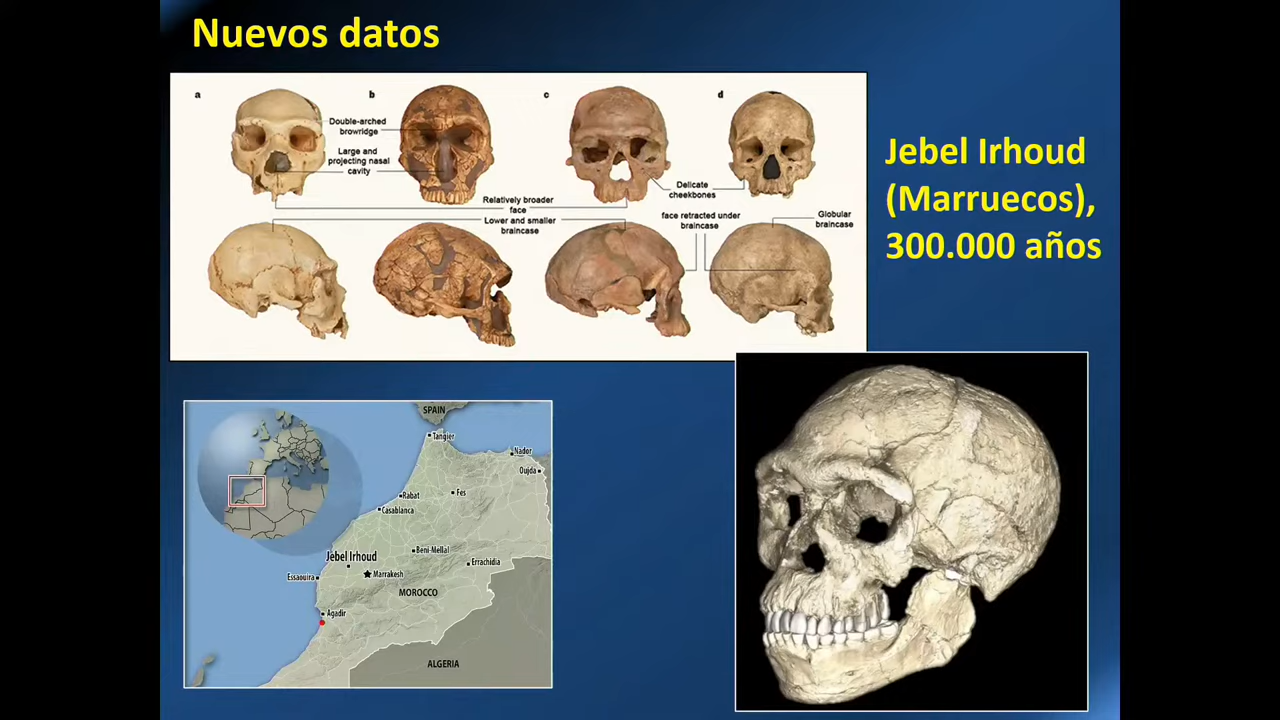 Nuevos datos
a
b
c
d
Double-arched
browridge
Large and
projecting nasal
cavity
Relatively broader
face
Lower and smaller
braincase
Delicate
cheekbones
face retracted under
braincase
Globular
braincase
Jebel Irhoud
(Marruecos),
300.000 años
SPAIN
Tangier
Nador
Oujda
Rabat
Fes
Casablanca
Beni-Mellal
Jebel Irhoud
Errachidia
Essaouira
Marrakesh
MOROCCO
Agadir
ALGERIA